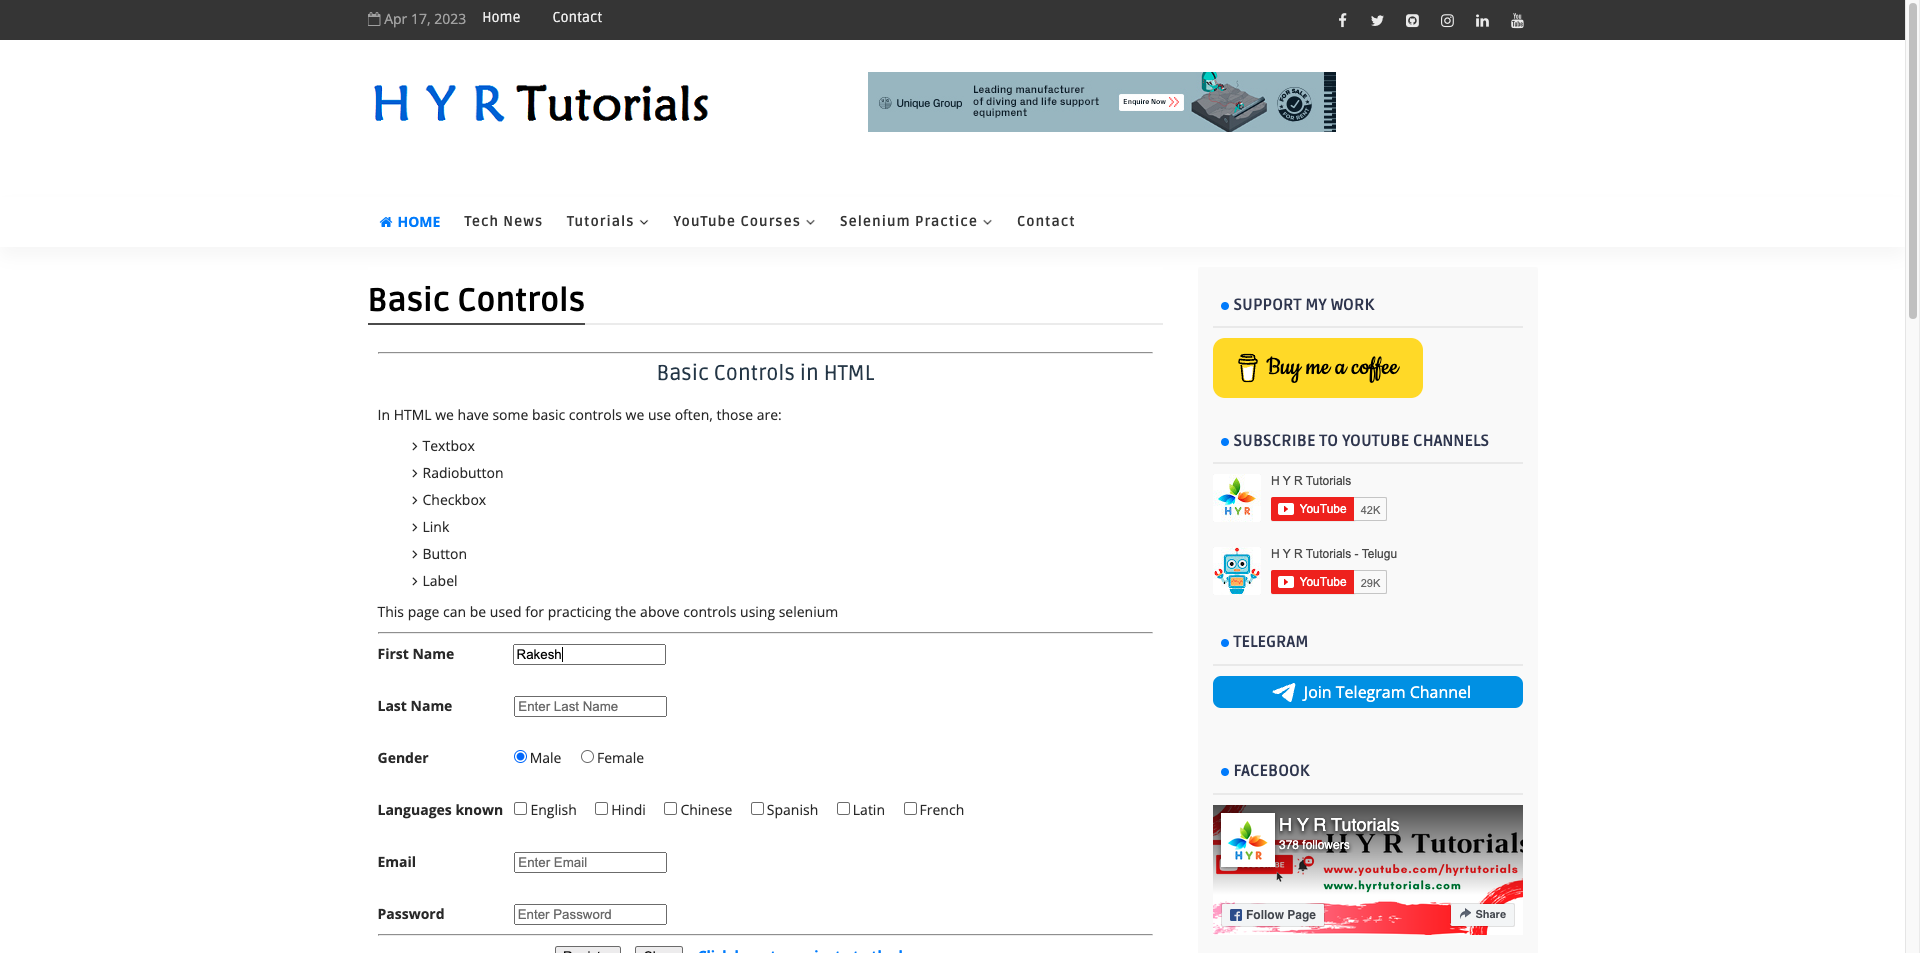 Apr 17, 2023 Home Contact
H Y R Tutorials
Unique Group
Leading manufacturer
of diving and life support
equipment
Enquire Now
FOR SALE
FOR RENT
HOME Tech News Tutorials YouTube Courses Selenium Practice Contact
Basic Controls
Basic Controls in HTML
In HTML we have some basic controls we use often, those are:
Textbox
Radiobutton
Checkbox
Link
Button
Label
This page can be used for practicing the above controls using selenium
First Name Rakesh
Last Name Enter Last Name
Gender Male Female
Languages known English Hindi Chinese Spanish Latin French
Email Enter Email
Password Enter Password
SUPPORT MY WORK
Buy me a coffee
SUBSCRIBE TO YOUTUBE CHANNELS
HYR
H Y R Tutorials
YouTube 42K
H Y R Tutorials - Telugu
YouTube 29K
TELEGRAM
Join Telegram Channel
FACEBOOK
HYR
H Y R Tutorials
378 followers
H Y R Tutorials
www.youtube.com/hyrtutorials
www.hyrtutorials.com
Follow Page Share